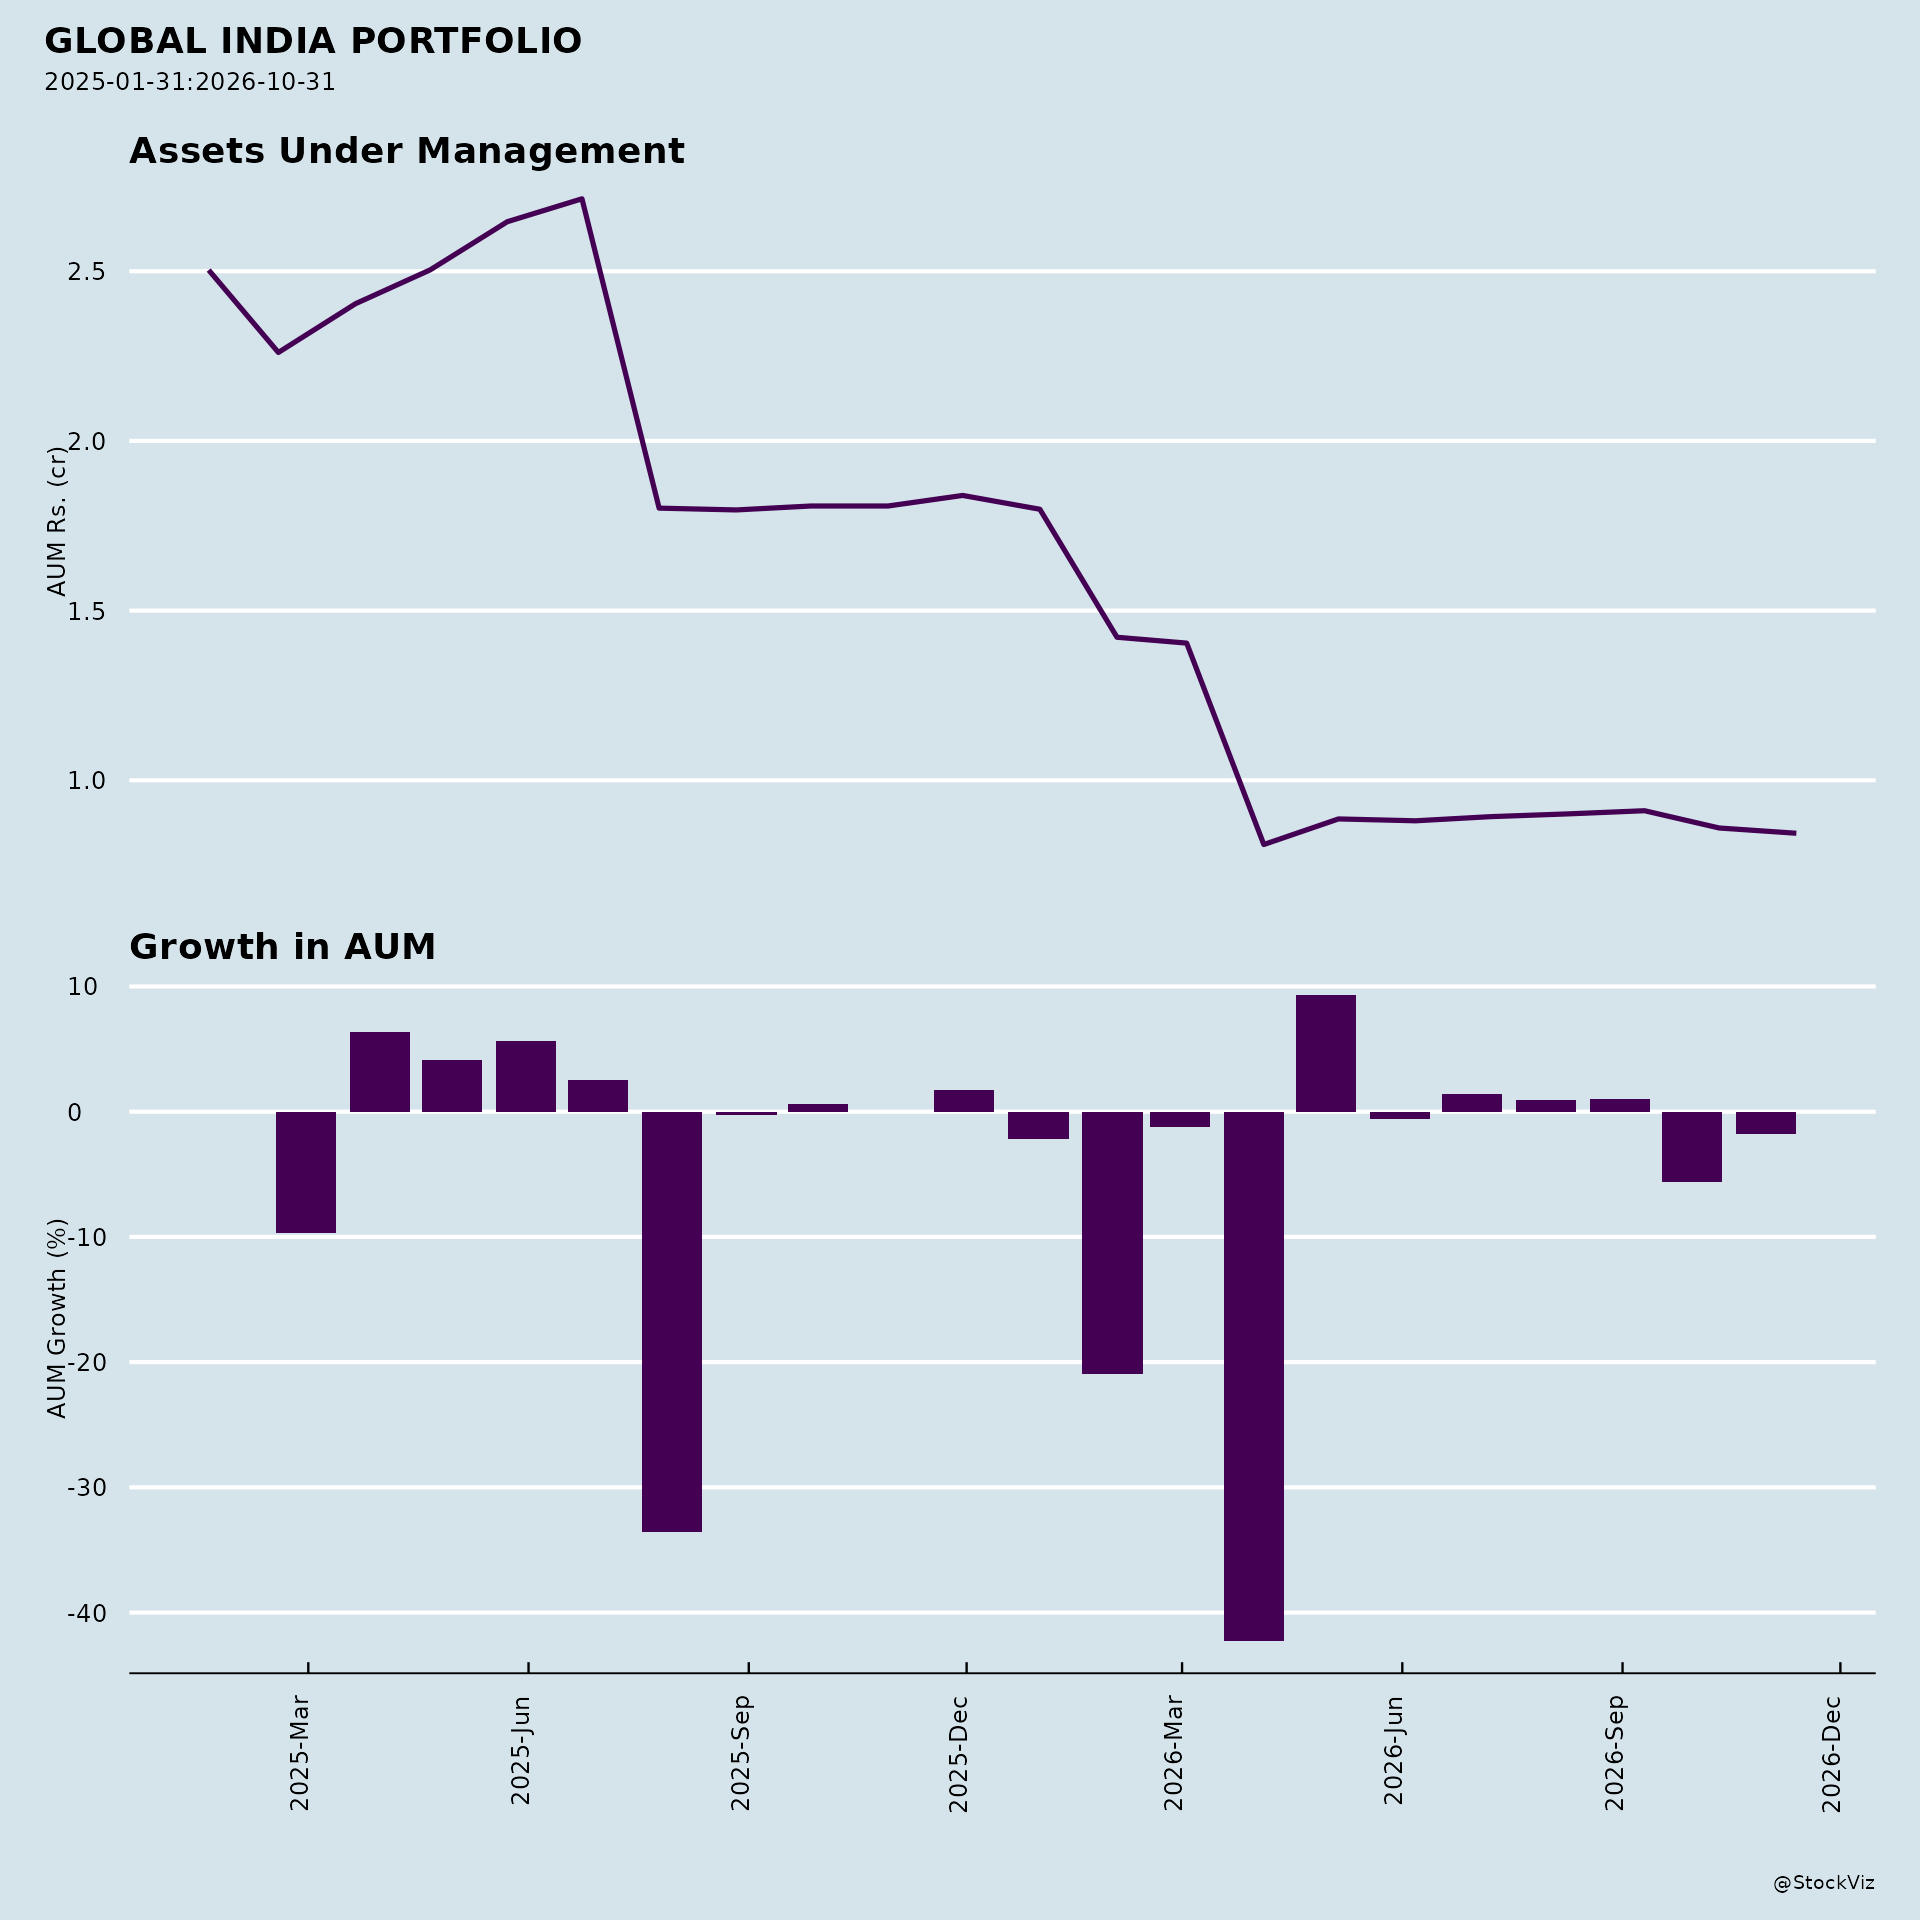 GLOBAL INDIA PORTFOLIO
2025-01-31:2026-10-31
Assets Under Management
AUM Rs. (cr)
2.5
2.0
1.5
1.0
Growth in AUM
AUM Growth (%)
10
0
-10
-20
-30
-40
2025-Mar
2025-Jun
2025-Sep
2025-Dec
2026-Mar
2026-Jun
2026-Sep
2026-Dec
@StockViz